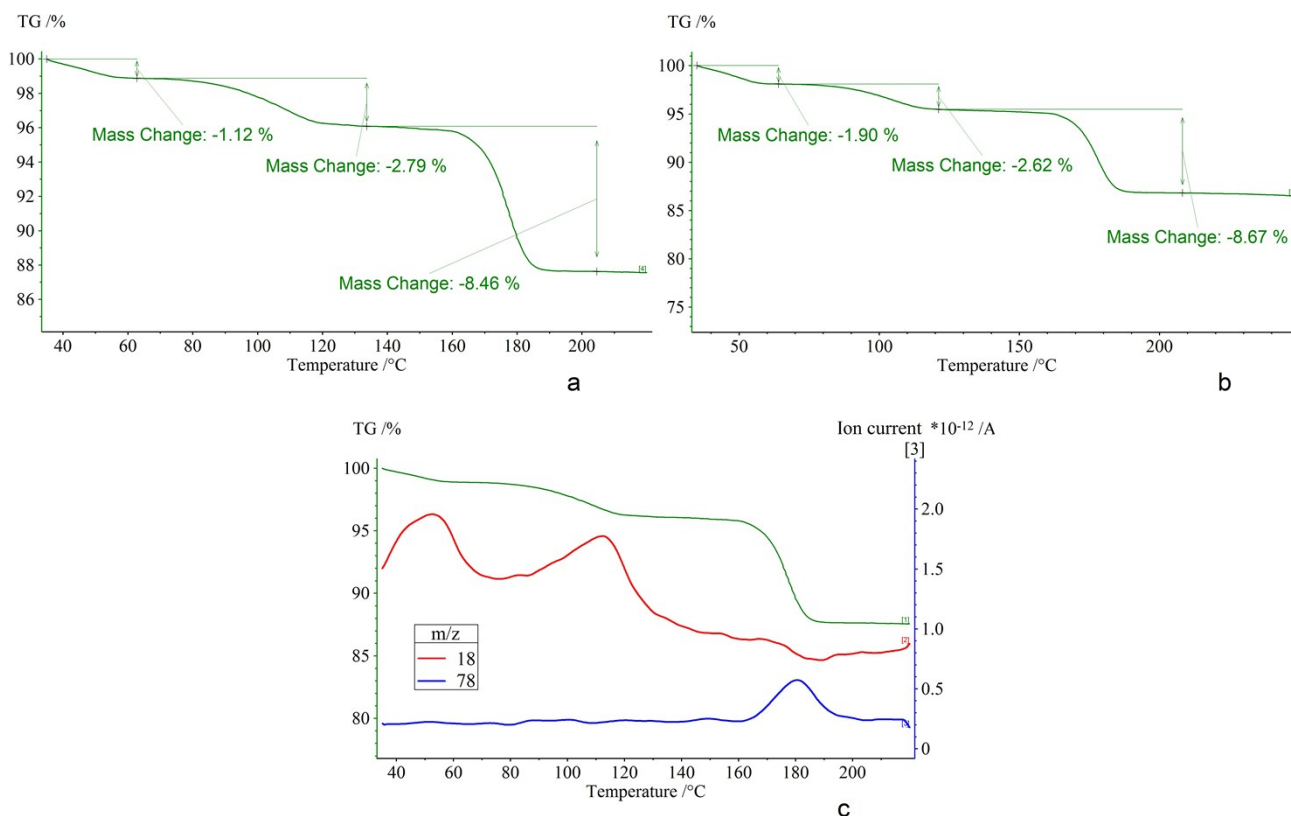 TG /%
100
98
96
94
92
90
88
86
Mass Change: -1.12 %
Mass Change: -2.79 %
Mass Change: -8.46 %
[4]
40 60 80 100 120 140 160 180 200
Temperature /°C
a
TG /%
100
95
90
85
80
75
Mass Change: -1.90 %
Mass Change: -2.62 %
Mass Change: -8.67 %
50 100 150 200
Temperature /°C
b
TG /%
Ion current *10-12 /A
[3]
100
95
90
85
80
2.0
1.5
1.0
0.5
0
m/z
18
78
[1]
[2]
40 60 80 100 120 140 160 180 200
Temperature /°C
c